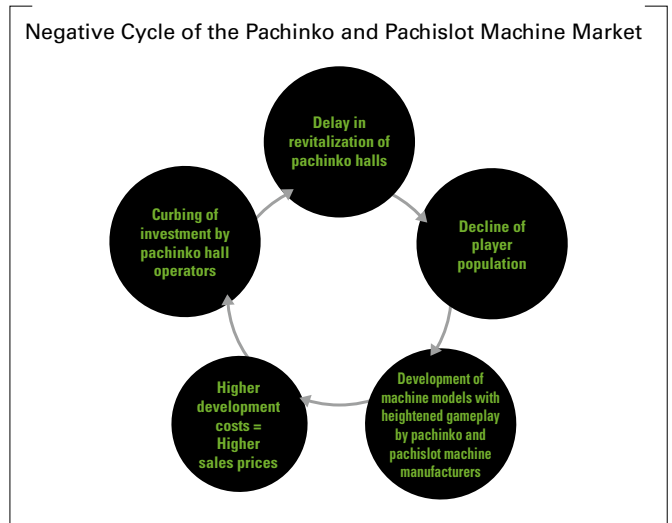 Negative Cycle of the Pachinko and Pachislot Machine Market
Delay in
revitalization of
pachinko halls
Decline of
player
population
Development of
machine models with
heightened gameplay
by pachinko and
pachislot machine
manufacturers
Higher
development
costs =
Higher
sales prices
Curbing of
investment by
pachinko hall
operators